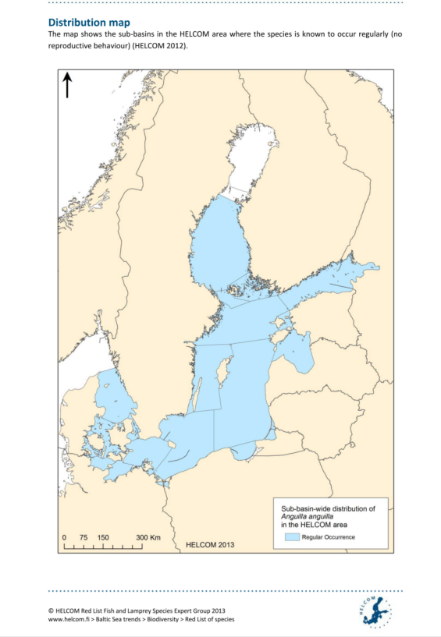 Distribution map
The map shows the sub-basins in the HELCOM area where the species is known to occur regularly (no
reproductive behaviour) (HELCOM 2012).
Sub-basin-wide distribution of
Anguilla anguilla
in the HELCOM area
Regular Occurrence
0 75 150 300 Km
HELCOM 2013
© HELCOM Red List Fish and Lamprey Species Expert Group 2013
www.helcom.fi > Baltic Sea trends > Biodiversity > Red List of species
HELCOM